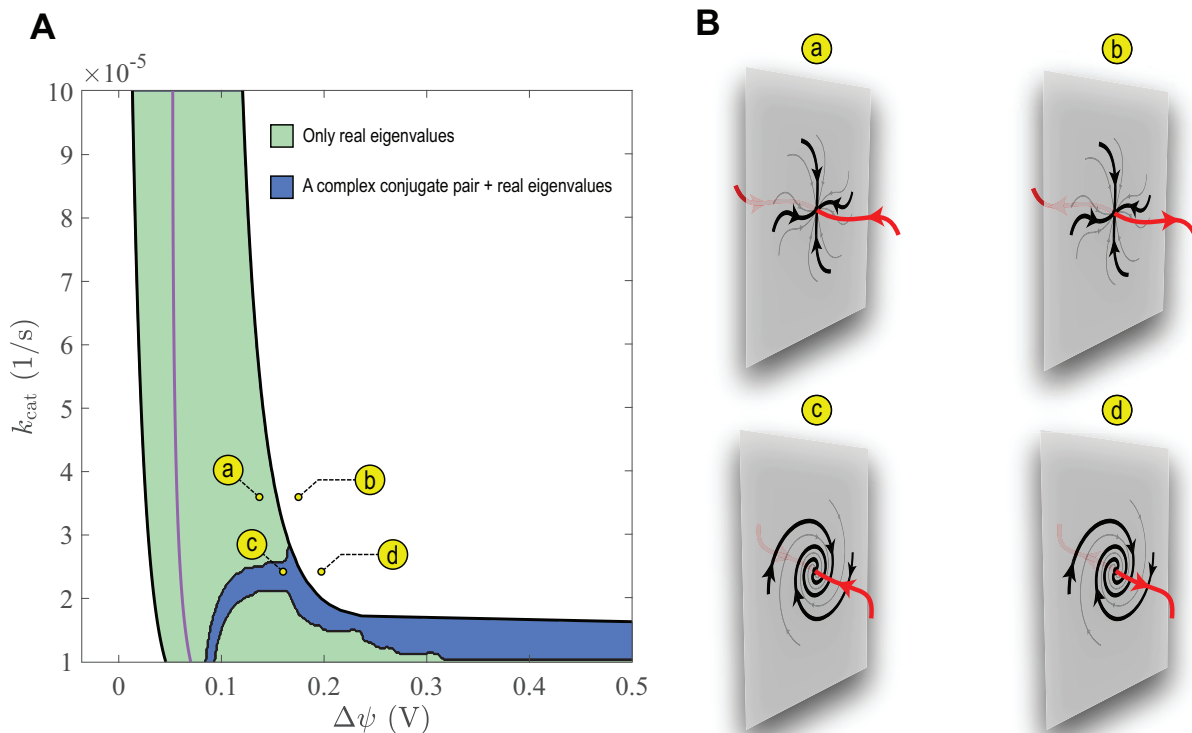 A
B
×10⁻⁵
a
b
10
9
8
7
6
5
4
3
2
1
k_cat (1/s)
Only real eigenvalues
A complex conjugate pair + real eigenvalues
a
b
c
d
0
0.1
0.2
0.3
0.4
0.5
Δψ (V)
c
d